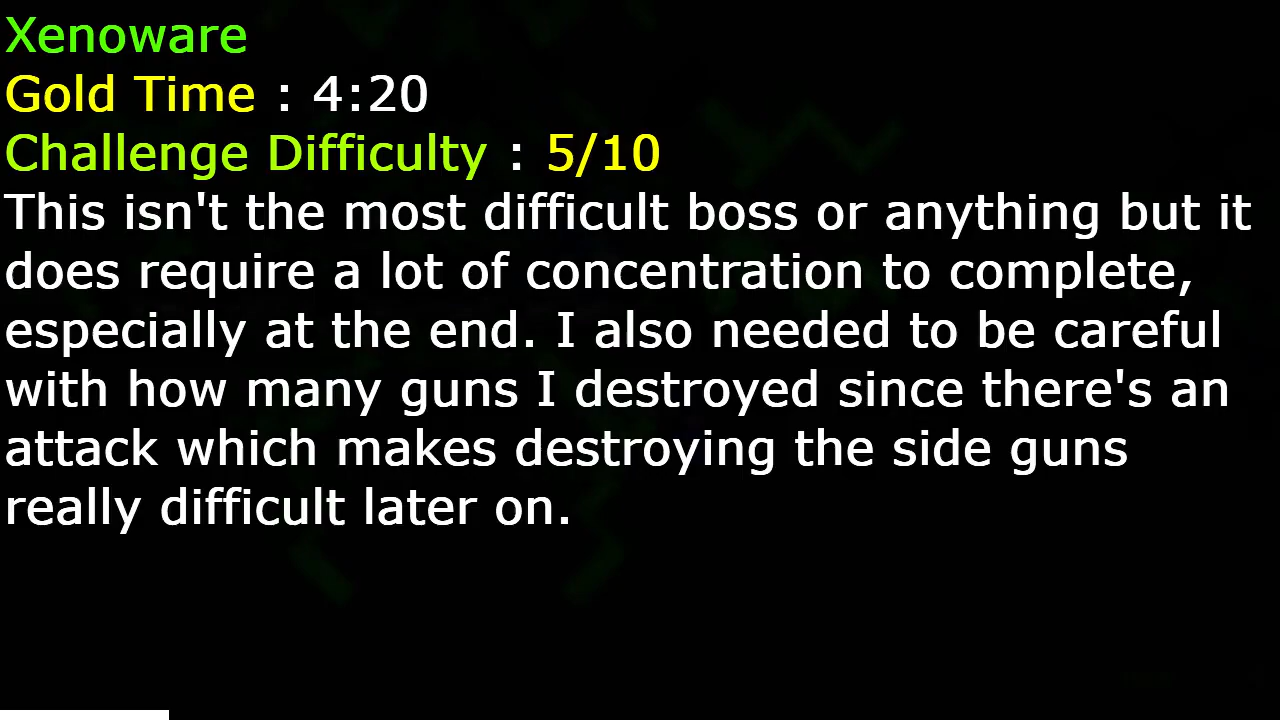 Xenoware
Gold Time : 4:20
Challenge Difficulty : 5/10
This isn't the most difficult boss or anything but it
does require a lot of concentration to complete,
especially at the end. I also needed to be careful
with how many guns I destroyed since there's an
attack which makes destroying the side guns
really difficult later on.